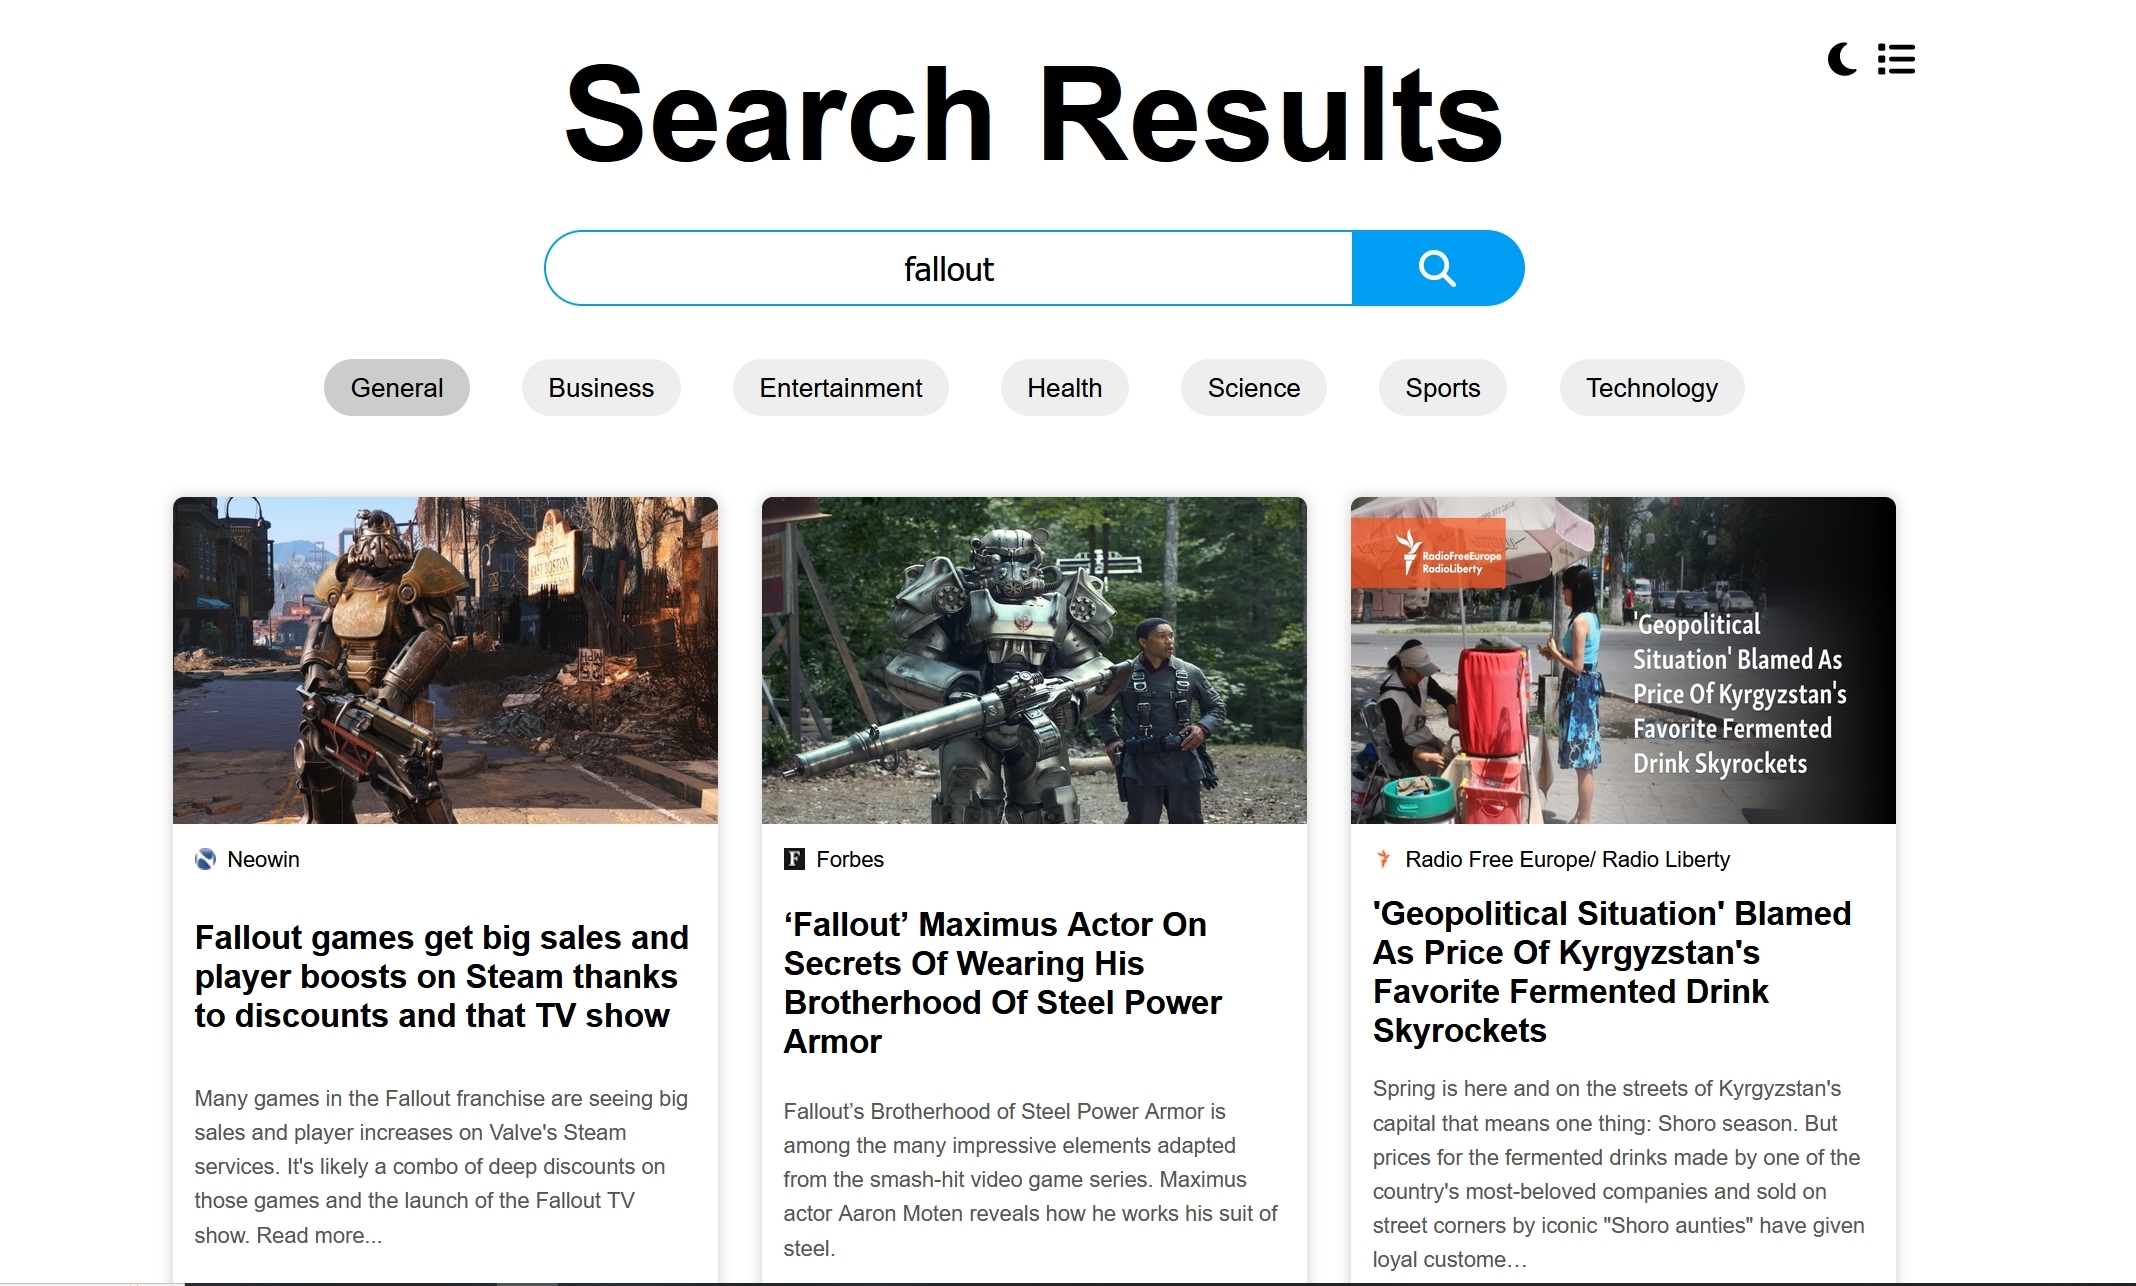 Search Results
fallout
General
Business
Entertainment
Health
Science
Sports
Technology
EAST BOSTON
RadioFreeEurope
RadioLiberty
'Geopolitical
Situation' Blamed As
Price Of Kyrgyzstan's
Favorite Fermented
Drink Skyrockets
Neowin
Fallout games get big sales and
player boosts on Steam thanks
to discounts and that TV show
Many games in the Fallout franchise are seeing big
sales and player increases on Valve's Steam
services. It's likely a combo of deep discounts on
those games and the launch of the Fallout TV
show. Read more...
F Forbes
‘Fallout’ Maximus Actor On
Secrets Of Wearing His
Brotherhood Of Steel Power
Armor
Fallout’s Brotherhood of Steel Power Armor is
among the many impressive elements adapted
from the smash-hit video game series. Maximus
actor Aaron Moten reveals how he works his suit of
steel.
Radio Free Europe/ Radio Liberty
'Geopolitical Situation' Blamed
As Price Of Kyrgyzstan's
Favorite Fermented Drink
Skyrockets
Spring is here and on the streets of Kyrgyzstan's
capital that means one thing: Shoro season. But
prices for the fermented drinks made by one of the
country's most-beloved companies and sold on
street corners by iconic "Shoro aunties" have given
loyal custome…